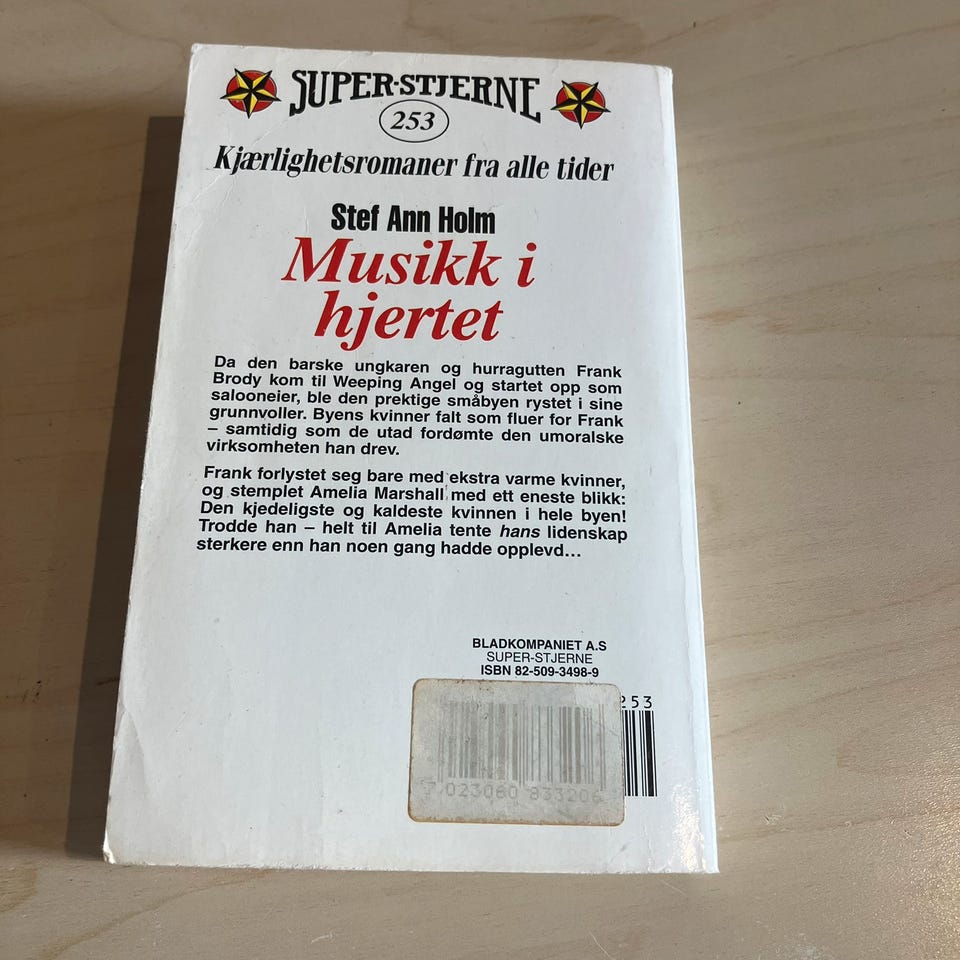 SUPER-STJERNE
253
Kjærlighetsromaner fra alle tider
Stef Ann Holm
Musikk i
hjertet
Da den barske ungkaren og hurragutten Frank
Brody kom til Weeping Angel og startet opp som
salooneier, ble den prektige småbyen rystet i sine
grunnvoller. Byens kvinner falt som fluer for Frank
– samtidig som de utad fordømte den umoralske
virksomheten han drev.
Frank forlystet seg bare med ekstra varme kvinner,
og stemplet Amelia Marshall med ett eneste blikk:
Den kjedeligste og kaldeste kvinnen i hele byen!
Trodde han – helt til Amelia tente hans lidenskap
sterkere enn han noen gang hadde opplevd...
BLADKOMPANIET A.S
SUPER-STJERNE
ISBN 82-509-3498-9
253
7 023060 833206